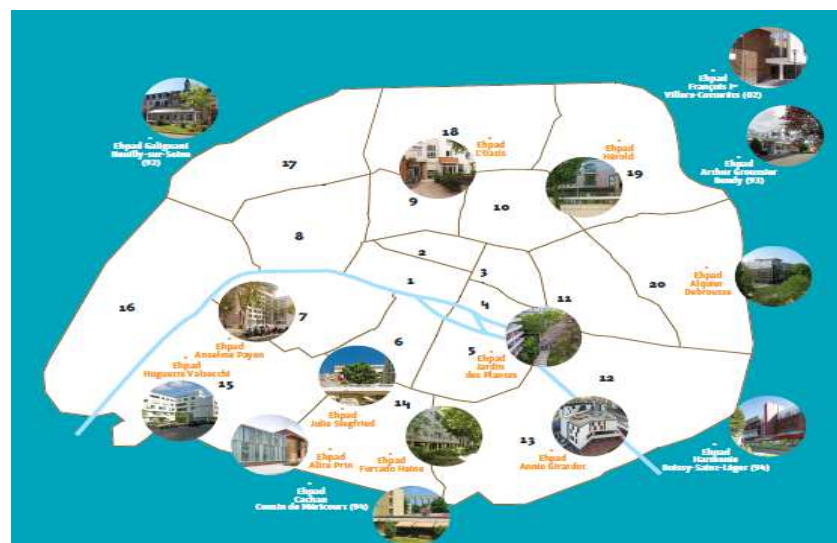 Ehpad
François Iᵉʳ
Villers-Cotterêts (02)
Ehpad Galignani
Neuilly-sur-Seine
(92)
18
Ehpad
L'Oasis
Ehpad
Hérold
19
Ehpad
Arthur Groussier
Bondy (93)
17
9
10
8
2
3
1
20
Ehpad
Alquier
Debrousse
16
7
4
11
6
5
Ehpad
Anselme Payen
Ehpad
Jardin
des Plantes
Ehpad
Huguette Valsecchi
15
12
14
Ehpad
Julie Siegfried
13
Ehpad
Alice Prin
Ehpad
Furtado Heine
Ehpad
Annie Girardot
Ehpad
Harmonie
Boissy-Saint-Léger (94)
Ehpad
Cachan
Cousin de Méricourt (94)